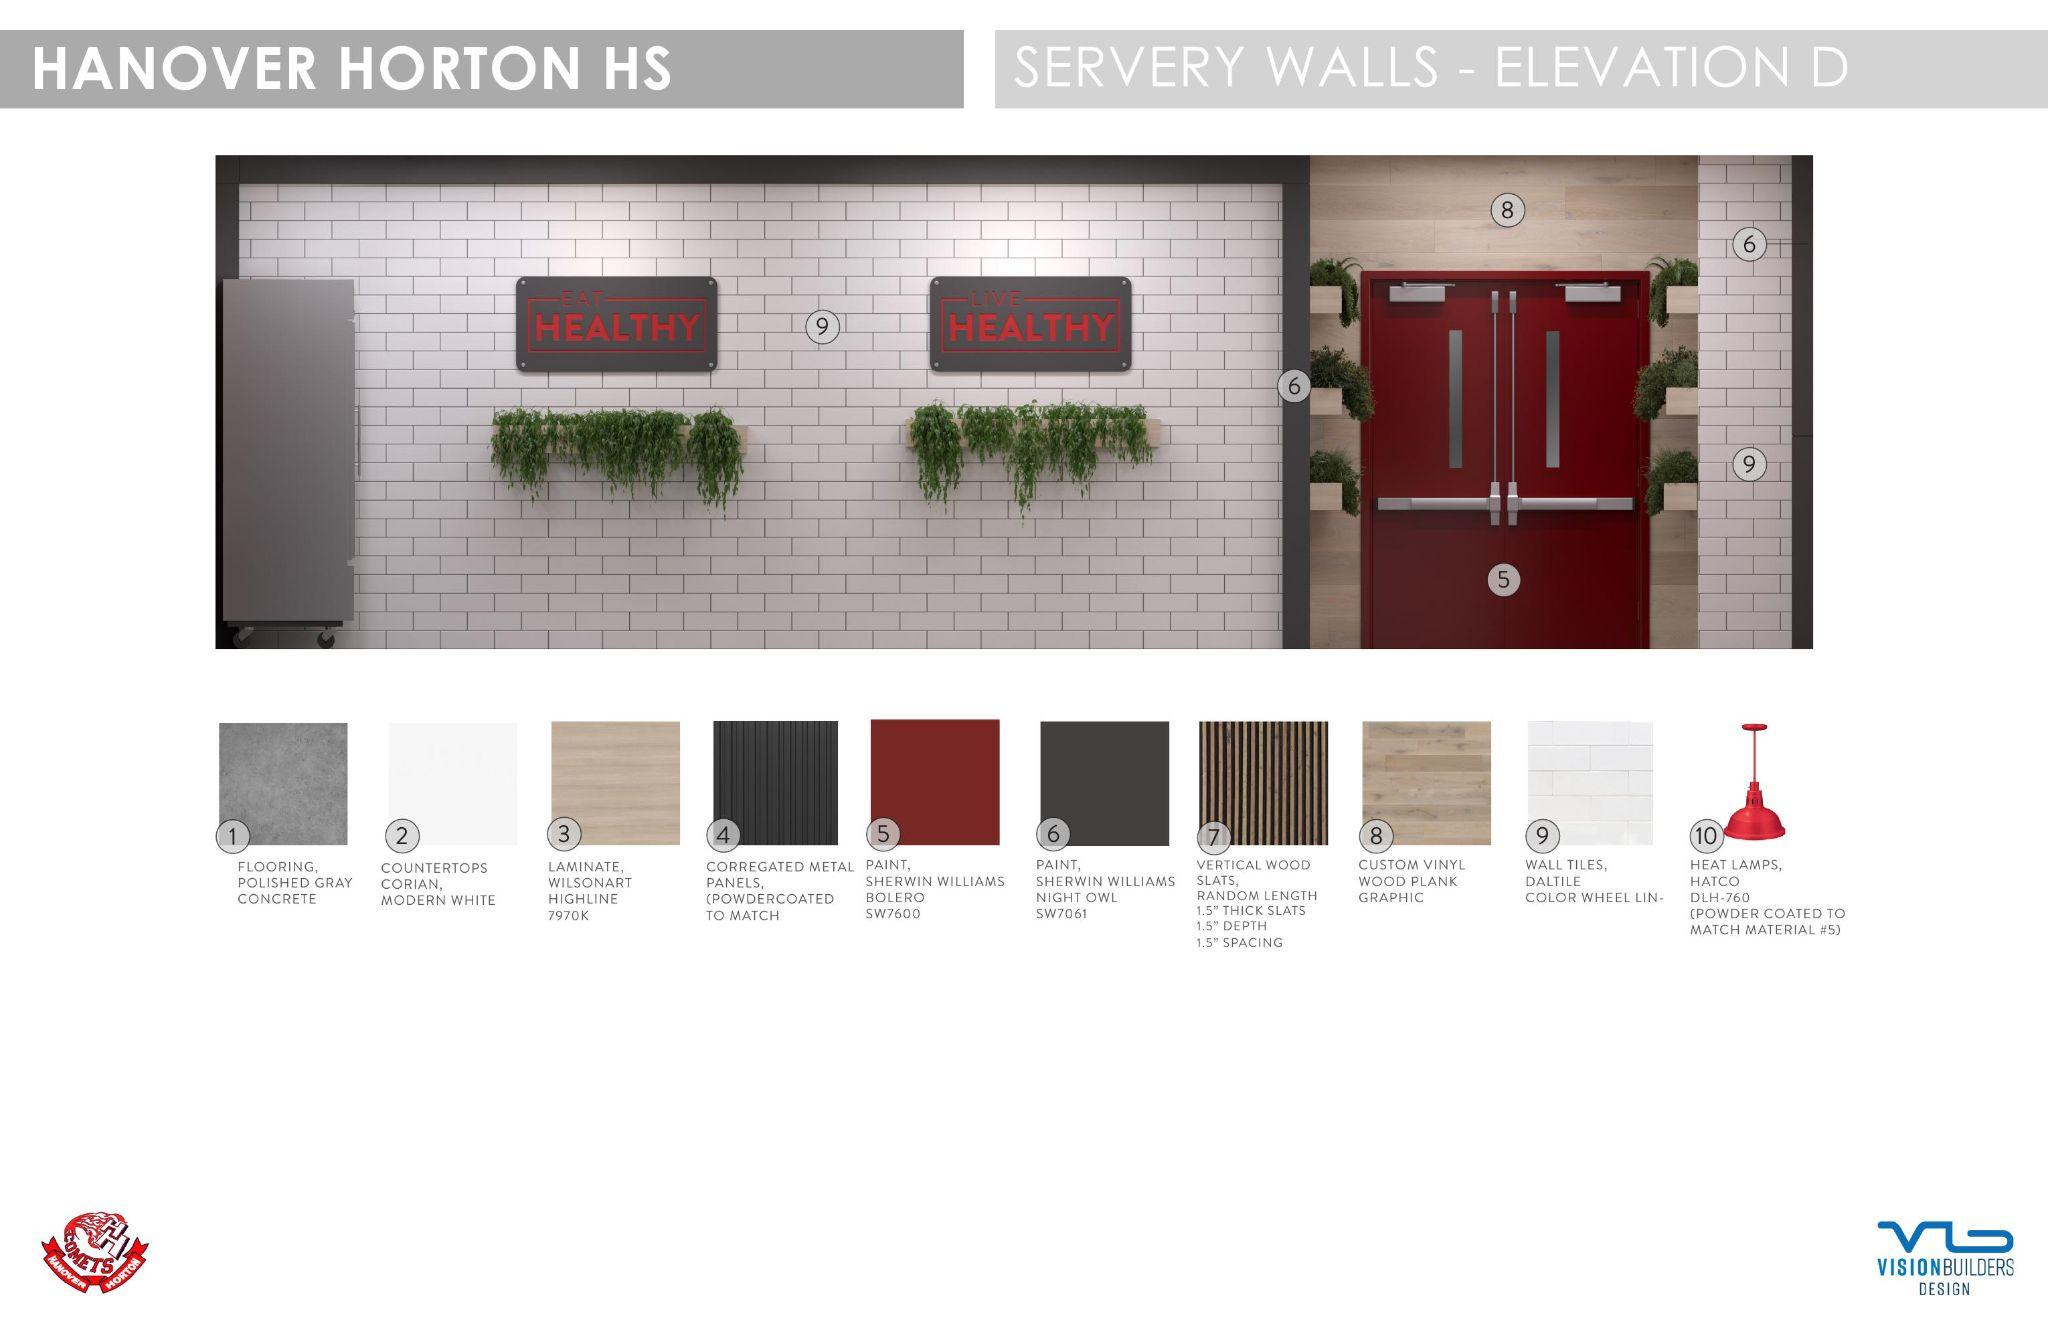 HANOVER HORTON HS
SERVERY WALLS - ELEVATION D
8
6
EAT
HEALTHY
LIVE
HEALTHY
9
6
9
5
1
FLOORING,
POLISHED GRAY
CONCRETE
2
COUNTERTOPS
CORIAN,
MODERN WHITE
3
LAMINATE,
WILSONART
HIGHLINE
7970K
4
CORREGATED METAL
PANELS,
(POWDERCOATED
TO MATCH
5
PAINT,
SHERWIN WILLIAMS
BOLERO
SW7600
6
PAINT,
SHERWIN WILLIAMS
NIGHT OWL
SW7061
7
VERTICAL WOOD
SLATS,
RANDOM LENGTH
1.5" THICK SLATS
1.5" DEPTH
1.5" SPACING
8
CUSTOM VINYL
WOOD PLANK
GRAPHIC
9
WALL TILES,
DALTILE
COLOR WHEEL LIN-
10
HEAT LAMPS,
HATCO
DLH-760
(POWDER COATED TO
MATCH MATERIAL #5)
HH
COMETS
HANOVER HORTON
VISIONBUILDERS
DESIGN